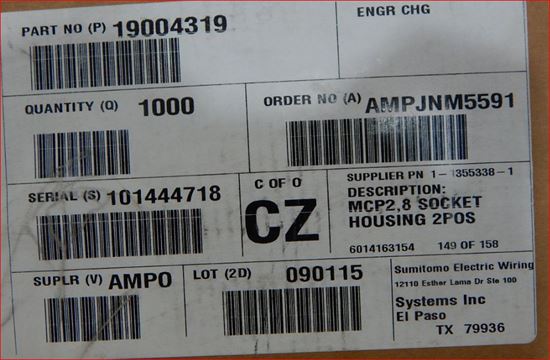 PART NO (P) 19004319
ENGR CHG
QUANTITY (Q) 1000
ORDER NO (A) AMPJNM5591
SERIAL (S) 101444718
C OF O
CZ
SUPPLIER PN 1-1355338-1
DESCRIPTION:
MCP2,8 SOCKET
HOUSING 2POS
6014163154 149 OF 158
SUPLR (V) AMPO
LOT (2D) 090115
Sumitomo Electric Wiring
12110 Esther Lama Dr Ste 100
Systems Inc
El Paso
TX 79936